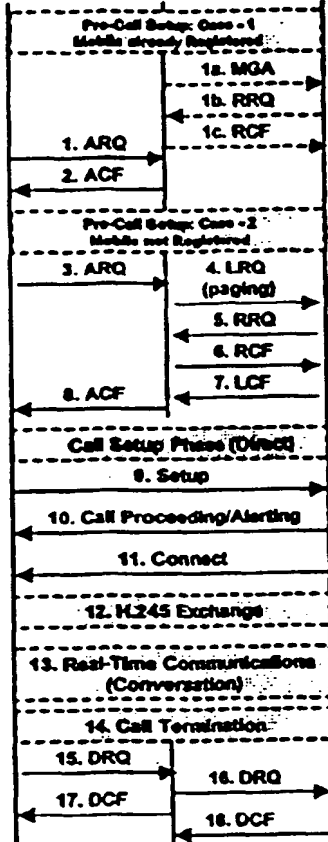 Pre-Call Setup: Case - 1
Mobile already Registered
1a. MGA
1b. RRQ
1c. RCF
1. ARQ
2. ACF
Pre-Call Setup: Case - 2
Mobile not Registered
3. ARQ
4. LRQ
(paging)
5. RRQ
6. RCF
7. LCF
8. ACF
Call Setup Phase (Direct)
9. Setup
10. Call Proceeding/Alerting
11. Connect
12. H.245 Exchange
13. Real-Time Communications
(Conversation)
14. Call Termination
15. DRQ
16. DRQ
17. DCF
18. DCF